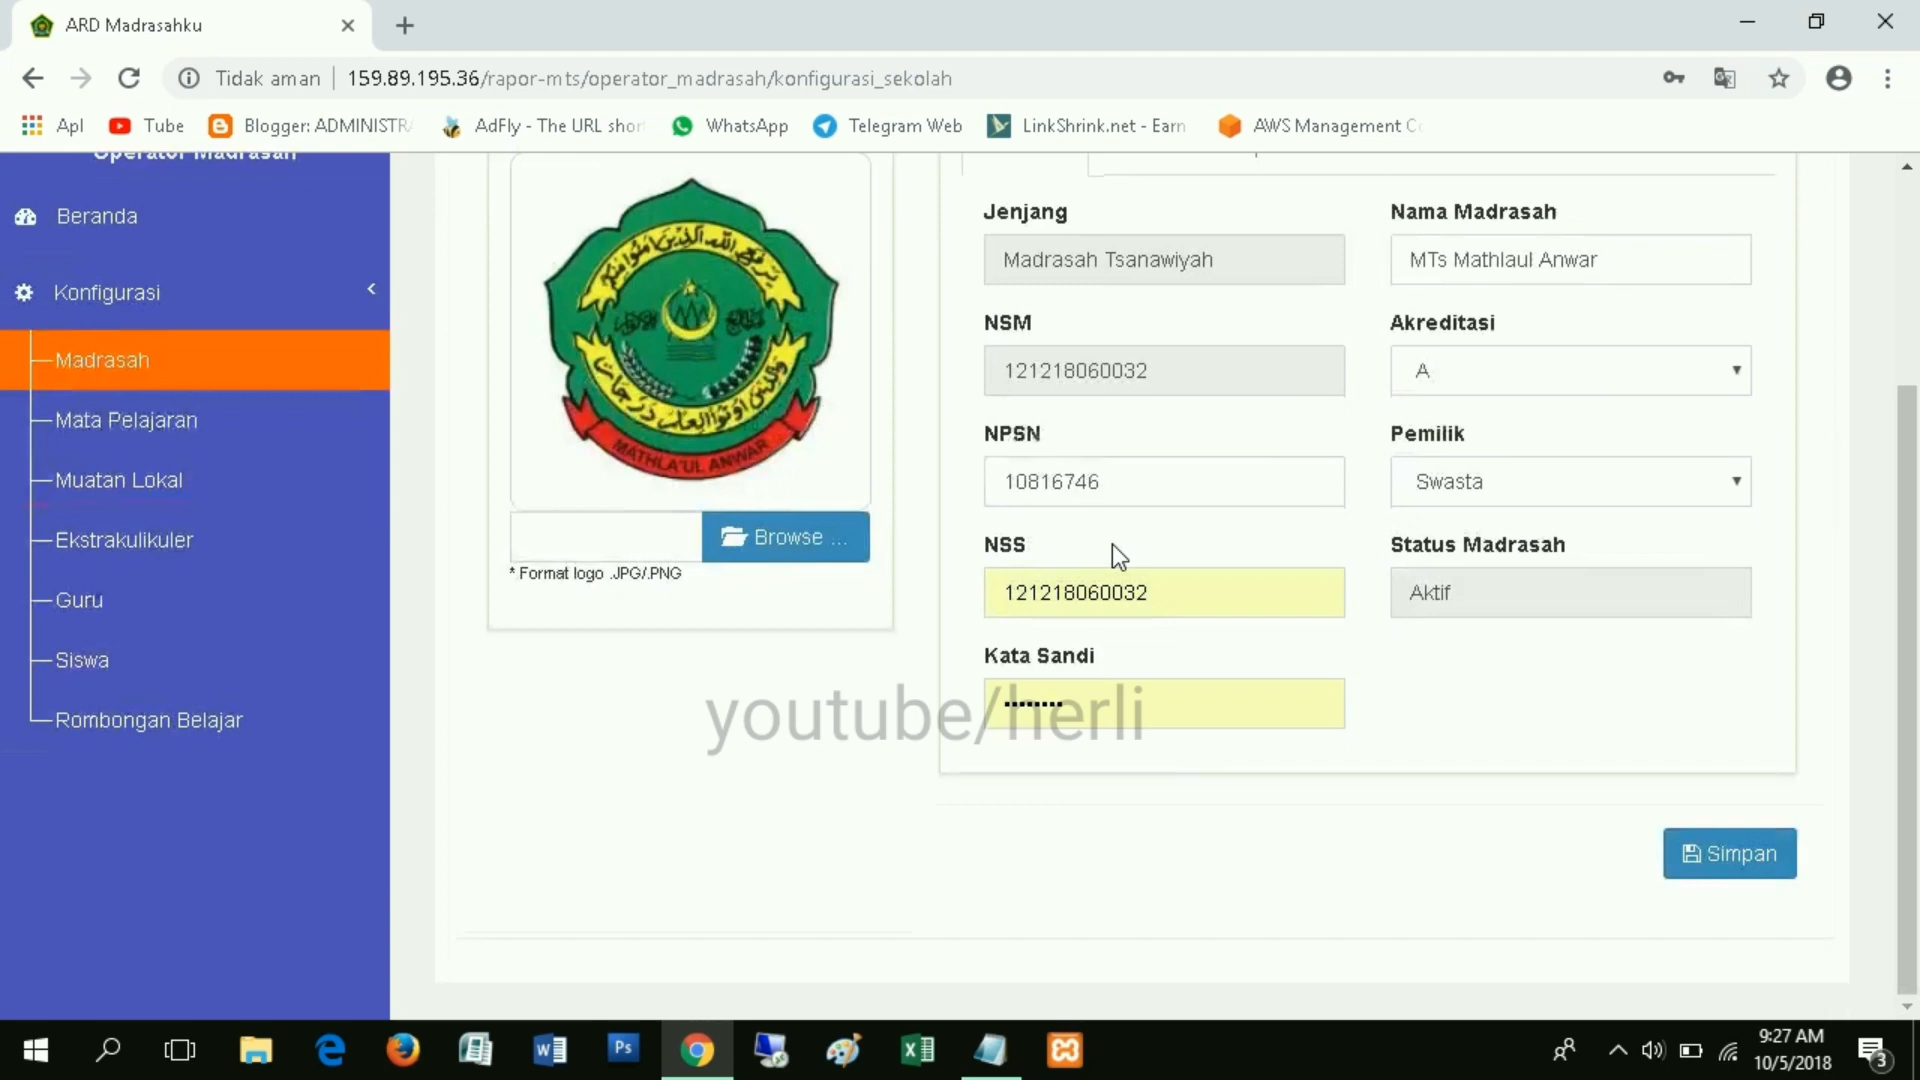 ARD Madrasahku
Tidak aman | 159.89.195.36/rapor-mts/operator_madrasah/konfigurasi_sekolah
Apl
Tube
Blogger: ADMINISTR
AdFly - The URL shor
WhatsApp
Telegram Web
LinkShrink.net - Earn
AWS Management C
Operator Madrasah
Beranda
Konfigurasi
Madrasah
Mata Pelajaran
Muatan Lokal
Ekstrakulikuler
Guru
Siswa
Rombongan Belajar
MATHLA'UL ANWAR
Browse ...
* Format logo .JPG/.PNG
Jenjang
Madrasah Tsanawiyah
Nama Madrasah
MTs Mathlaul Anwar
NSM
121218060032
Akreditasi
A
NPSN
10816746
Pemilik
Swasta
NSS
121218060032
Status Madrasah
Aktif
Kata Sandi
••••••••
youtube/herli
Simpan
Ps
9:27 AM
10/5/2018
3